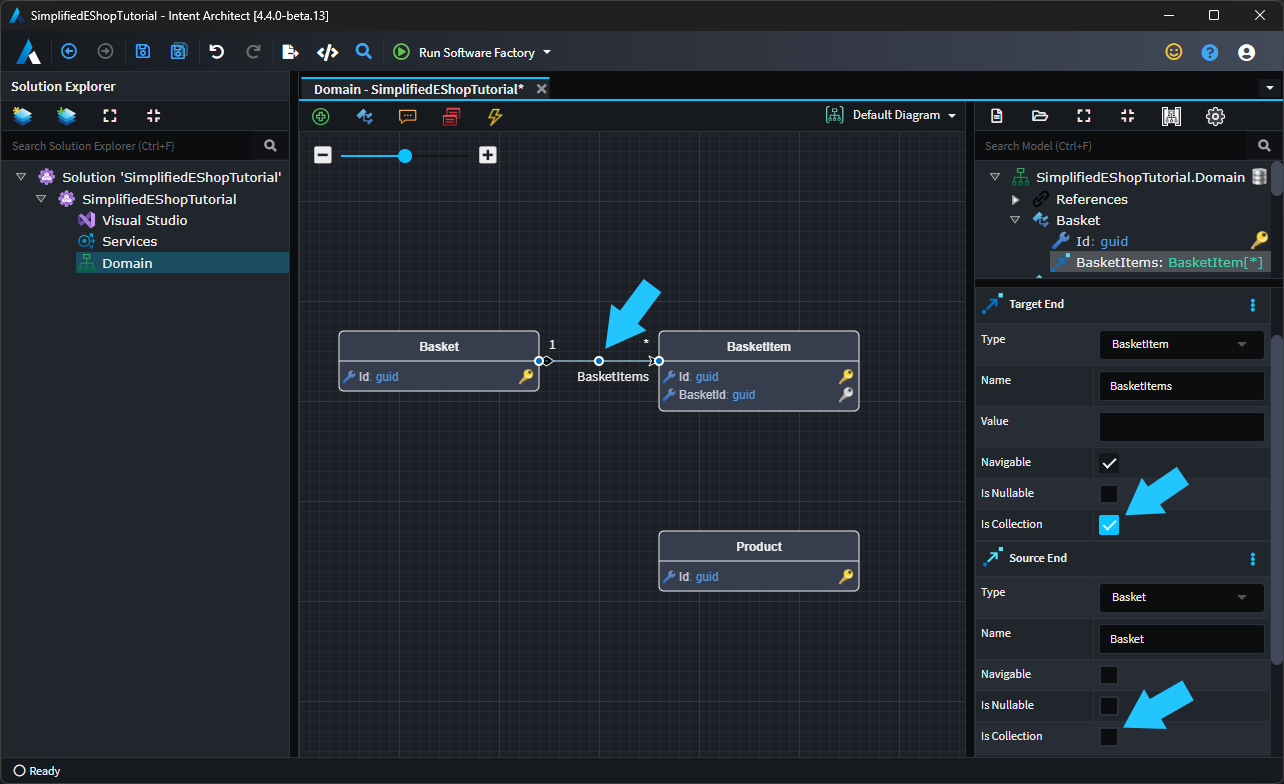 SimplifiedEShopTutorial - Intent Architect [4.4.0-beta.13]
Run Software Factory
Solution Explorer
Search Solution Explorer (Ctrl+F)
Solution 'SimplifiedEShopTutorial'
SimplifiedEShopTutorial
Visual Studio
Services
Domain
Domain - SimplifiedEShopTutorial*
Default Diagram
Basket
Id: guid
1
*
BasketItems
BasketItem
Id: guid
BasketId: guid
Product
Id: guid
Search Model (Ctrl+F)
SimplifiedEShopTutorial.Domain
References
Basket
Id: guid
BasketItems: BasketItem[*]
Target End
Type BasketItem
Name BasketItems
Value
Navigable
Is Nullable
Is Collection
Source End
Type Basket
Name Basket
Navigable
Is Nullable
Is Collection
Ready